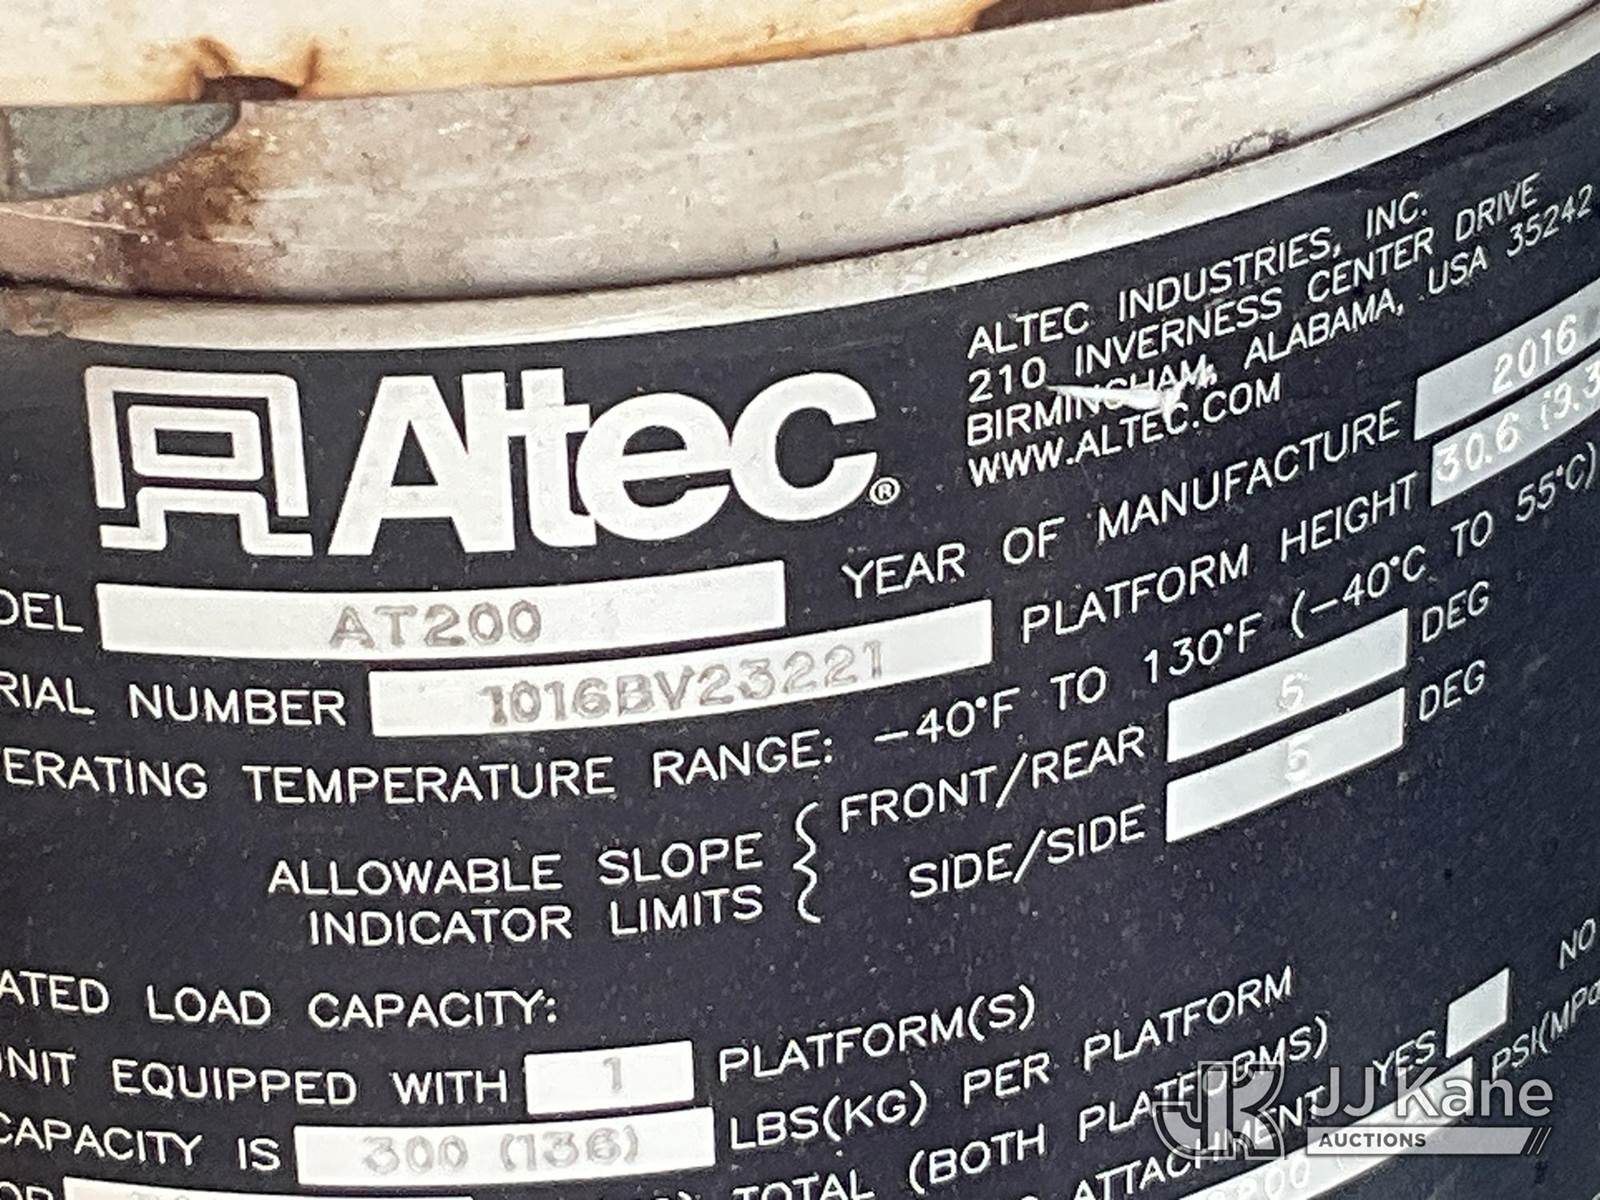 ALTEC INDUSTRIES, INC.
210 INVERNESS CENTER DRIVE
BIRMINGHAM, ALABAMA, USA 35242
WWW.ALTEC.COM
Altec®
DEL AT200 YEAR OF MANUFACTURE 2016
RIAL NUMBER 1016BV23221 PLATFORM HEIGHT 30.6 (9.3
ERATING TEMPERATURE RANGE: -40°F TO 130°F (-40°C TO 55°C)
ALLOWABLE SLOPE INDICATOR LIMITS { FRONT/REAR 5 DEG
SIDE/SIDE 5 DEG
ATED LOAD CAPACITY:
NIT EQUIPPED WITH 1 PLATFORM(S)
CAPACITY IS 300 (136) LBS(KG) PER PLATFORM
TOTAL (BOTH PLATFORMS)
ATTACHMENT YES NO
PSI(MPa
JJ Kane
AUCTIONS